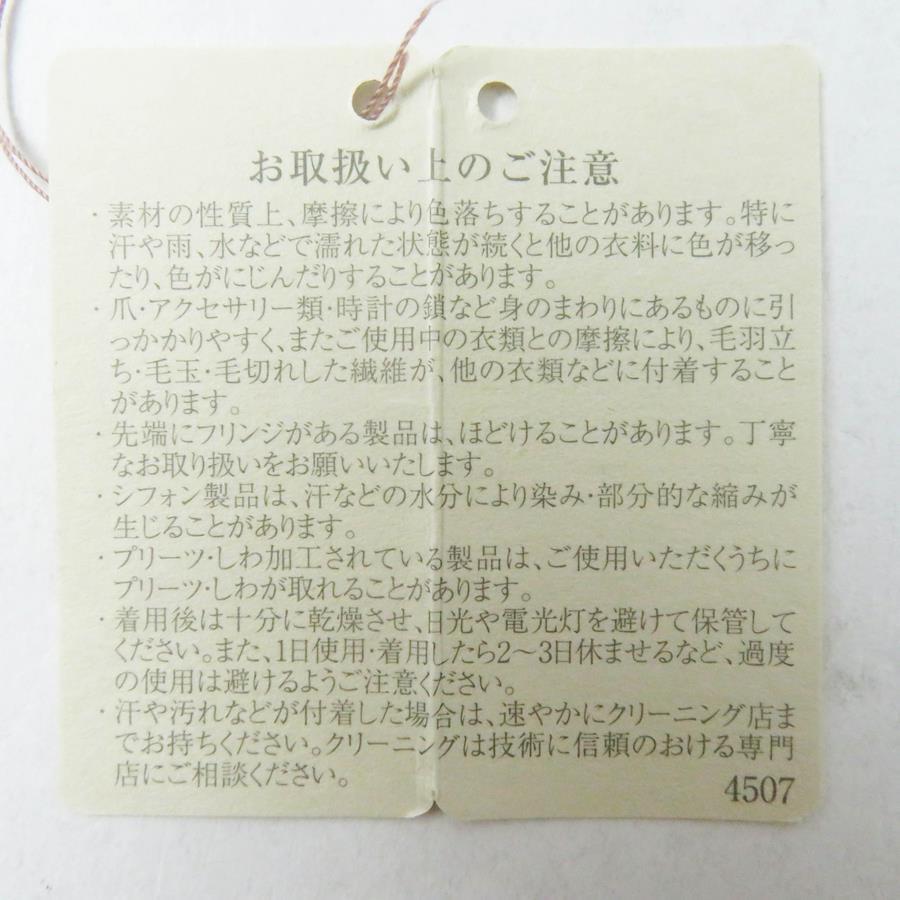 お取扱い上のご注意
・素材の性質上、摩擦により色落ちすることがあります。特に
汗や雨、水などで濡れた状態が続くと他の衣料に色が移っ
たり、色がにじんだりすることがあります。
・爪・アクセサリー類・時計の鎖など身のまわりにあるものに引
っかかりやすく、またご使用中の衣類との摩擦により、毛羽立
ち・毛玉・毛切れした繊維が、他の衣類などに付着すること
があります。
・先端にフリンジがある製品は、ほどけることがあります。丁寧
なお取り扱いをお願いいたします。
・シフォン製品は、汗などの水分により染み・部分的な縮みが
生じることがあります。
・プリーツ・しわ加工されている製品は、ご使用いただくうちに
プリーツ・しわが取れることがあります。
・着用後は十分に乾燥させ、日光や電光灯を避けて保管して
ください。また、1日使用・着用したら2〜3日休ませるなど、過度
の使用は避けるようご注意ください。
・汗や汚れなどが付着した場合は、速やかにクリーニング店ま
でお持ちください。クリーニングは技術に信頼のおける専門
店にご相談ください。
4507